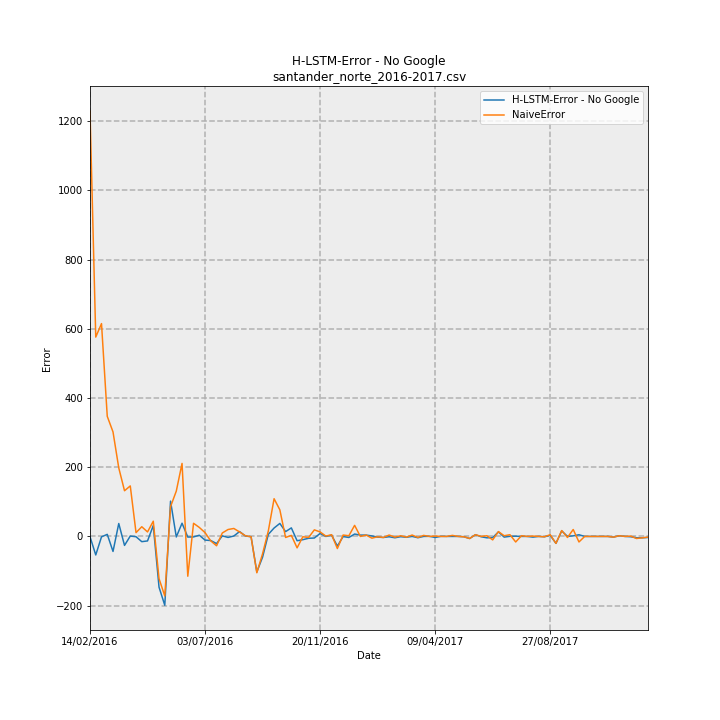 H-LSTM-Error - No Google
santander_norte_2016-2017.csv
H-LSTM-Error - No Google
NaiveError
1200
1000
800
600
400
200
0
−200
Error
14/02/2016 03/07/2016 20/11/2016 09/04/2017 27/08/2017
Date